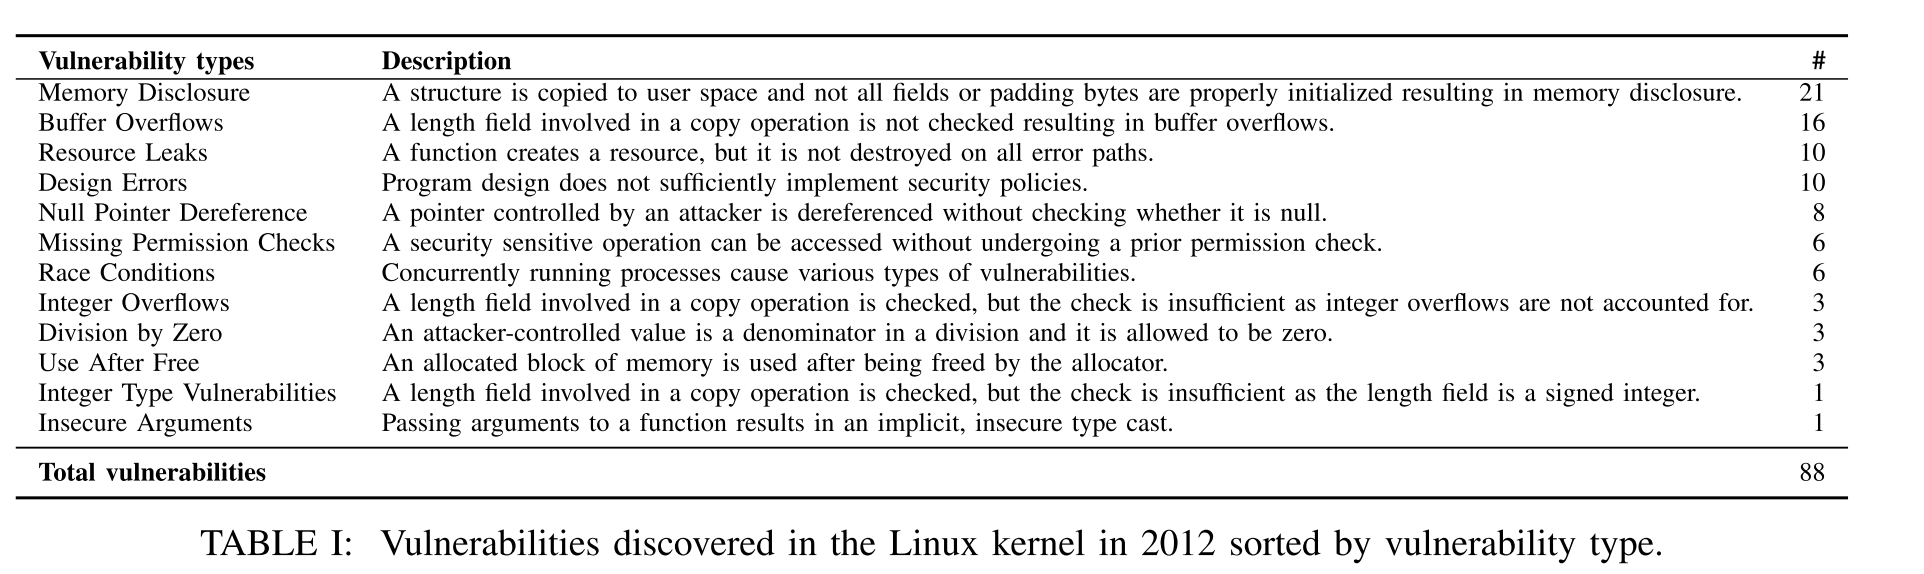 Vulnerability types Description #
Memory Disclosure A structure is copied to user space and not all fields or padding bytes are properly initialized resulting in memory disclosure. 21
Buffer Overflows A length field involved in a copy operation is not checked resulting in buffer overflows. 16
Resource Leaks A function creates a resource, but it is not destroyed on all error paths. 10
Design Errors Program design does not sufficiently implement security policies. 10
Null Pointer Dereference A pointer controlled by an attacker is dereferenced without checking whether it is null. 8
Missing Permission Checks A security sensitive operation can be accessed without undergoing a prior permission check. 6
Race Conditions Concurrently running processes cause various types of vulnerabilities. 6
Integer Overflows A length field involved in a copy operation is checked, but the check is insufficient as integer overflows are not accounted for. 3
Division by Zero An attacker-controlled value is a denominator in a division and it is allowed to be zero. 3
Use After Free An allocated block of memory is used after being freed by the allocator. 3
Integer Type Vulnerabilities A length field involved in a copy operation is checked, but the check is insufficient as the length field is a signed integer. 1
Insecure Arguments Passing arguments to a function results in an implicit, insecure type cast. 1
Total vulnerabilities 88
TABLE I: Vulnerabilities discovered in the Linux kernel in 2012 sorted by vulnerability type.